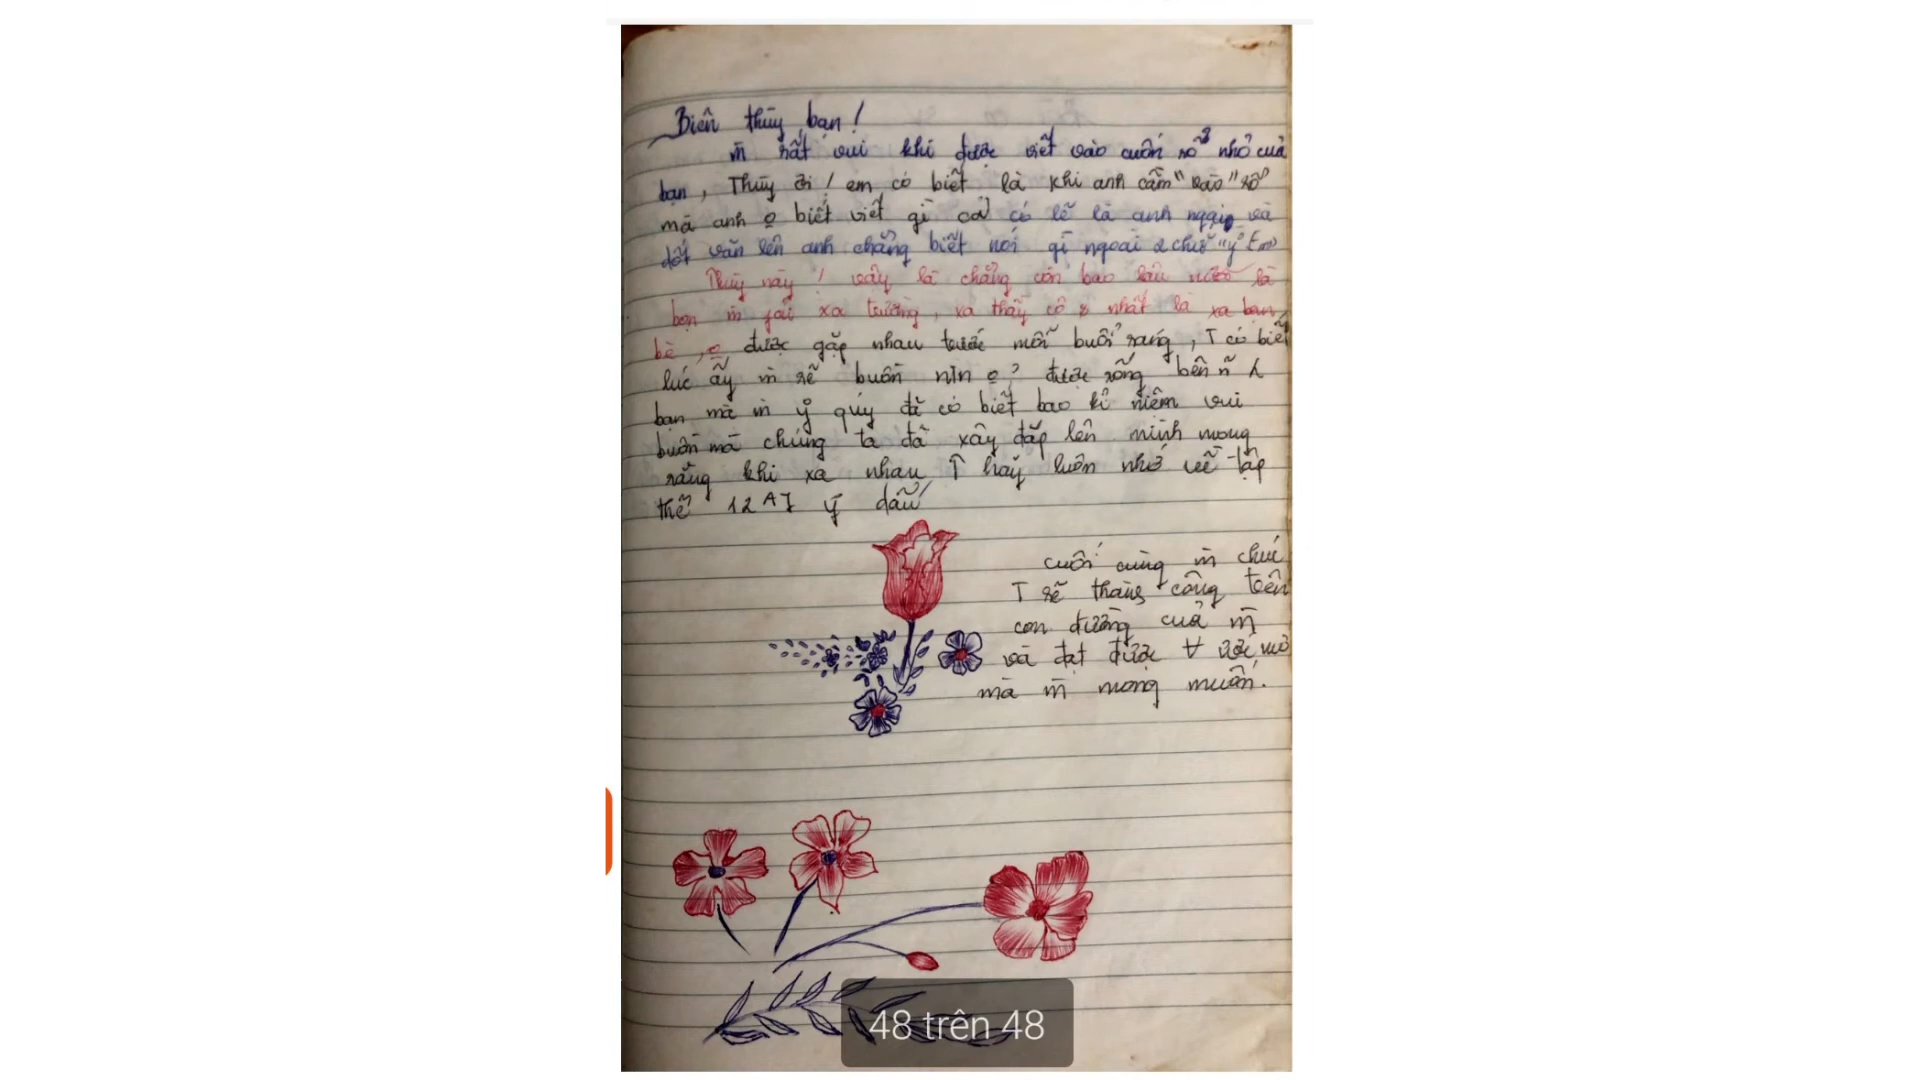 Biên thùy bạn!
m̄ rất vui khi được viết vào cuốn sổ nhỏ của
bạn, Thùy ơi! em có biết là khi anh cầm "vào" sổ
mà anh o biết viết gì cả có lẽ là anh ngại và
dốt văn lên anh chẳng biết nói gì ngoài 2 chữ "y" Em
Thùy này! vậy là chẳng còn bao lâu nữa là
bọn m̄ fải xa trường, xa thầy cô & nhất là xa bạn
bè, o được gặp nhau trước mỗi buổi sáng, T có biết
lúc ấy m̄ sẽ buồn o? được sống bên
bạn mà m̄ quý đã có biết bao kỉ niệm vui
buồn mà chúng ta đã xây đắp lên mình mong
rằng khi xa nhau T hãy luôn nhớ về tập
thể 12A1 dấu
cuối cùng m̄ chúc
T sẽ thành công trên
con đường của m̄
và đạt được ∀ ước mơ
mà m̄ mong muốn.
48 trên 48